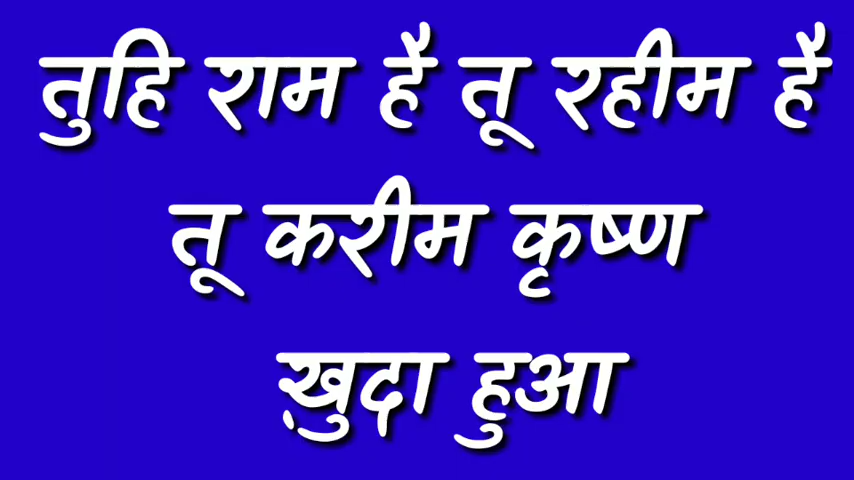 तुहि राम है तू रहीम है
तू करीम कृष्ण
ख़ुदा हुआ